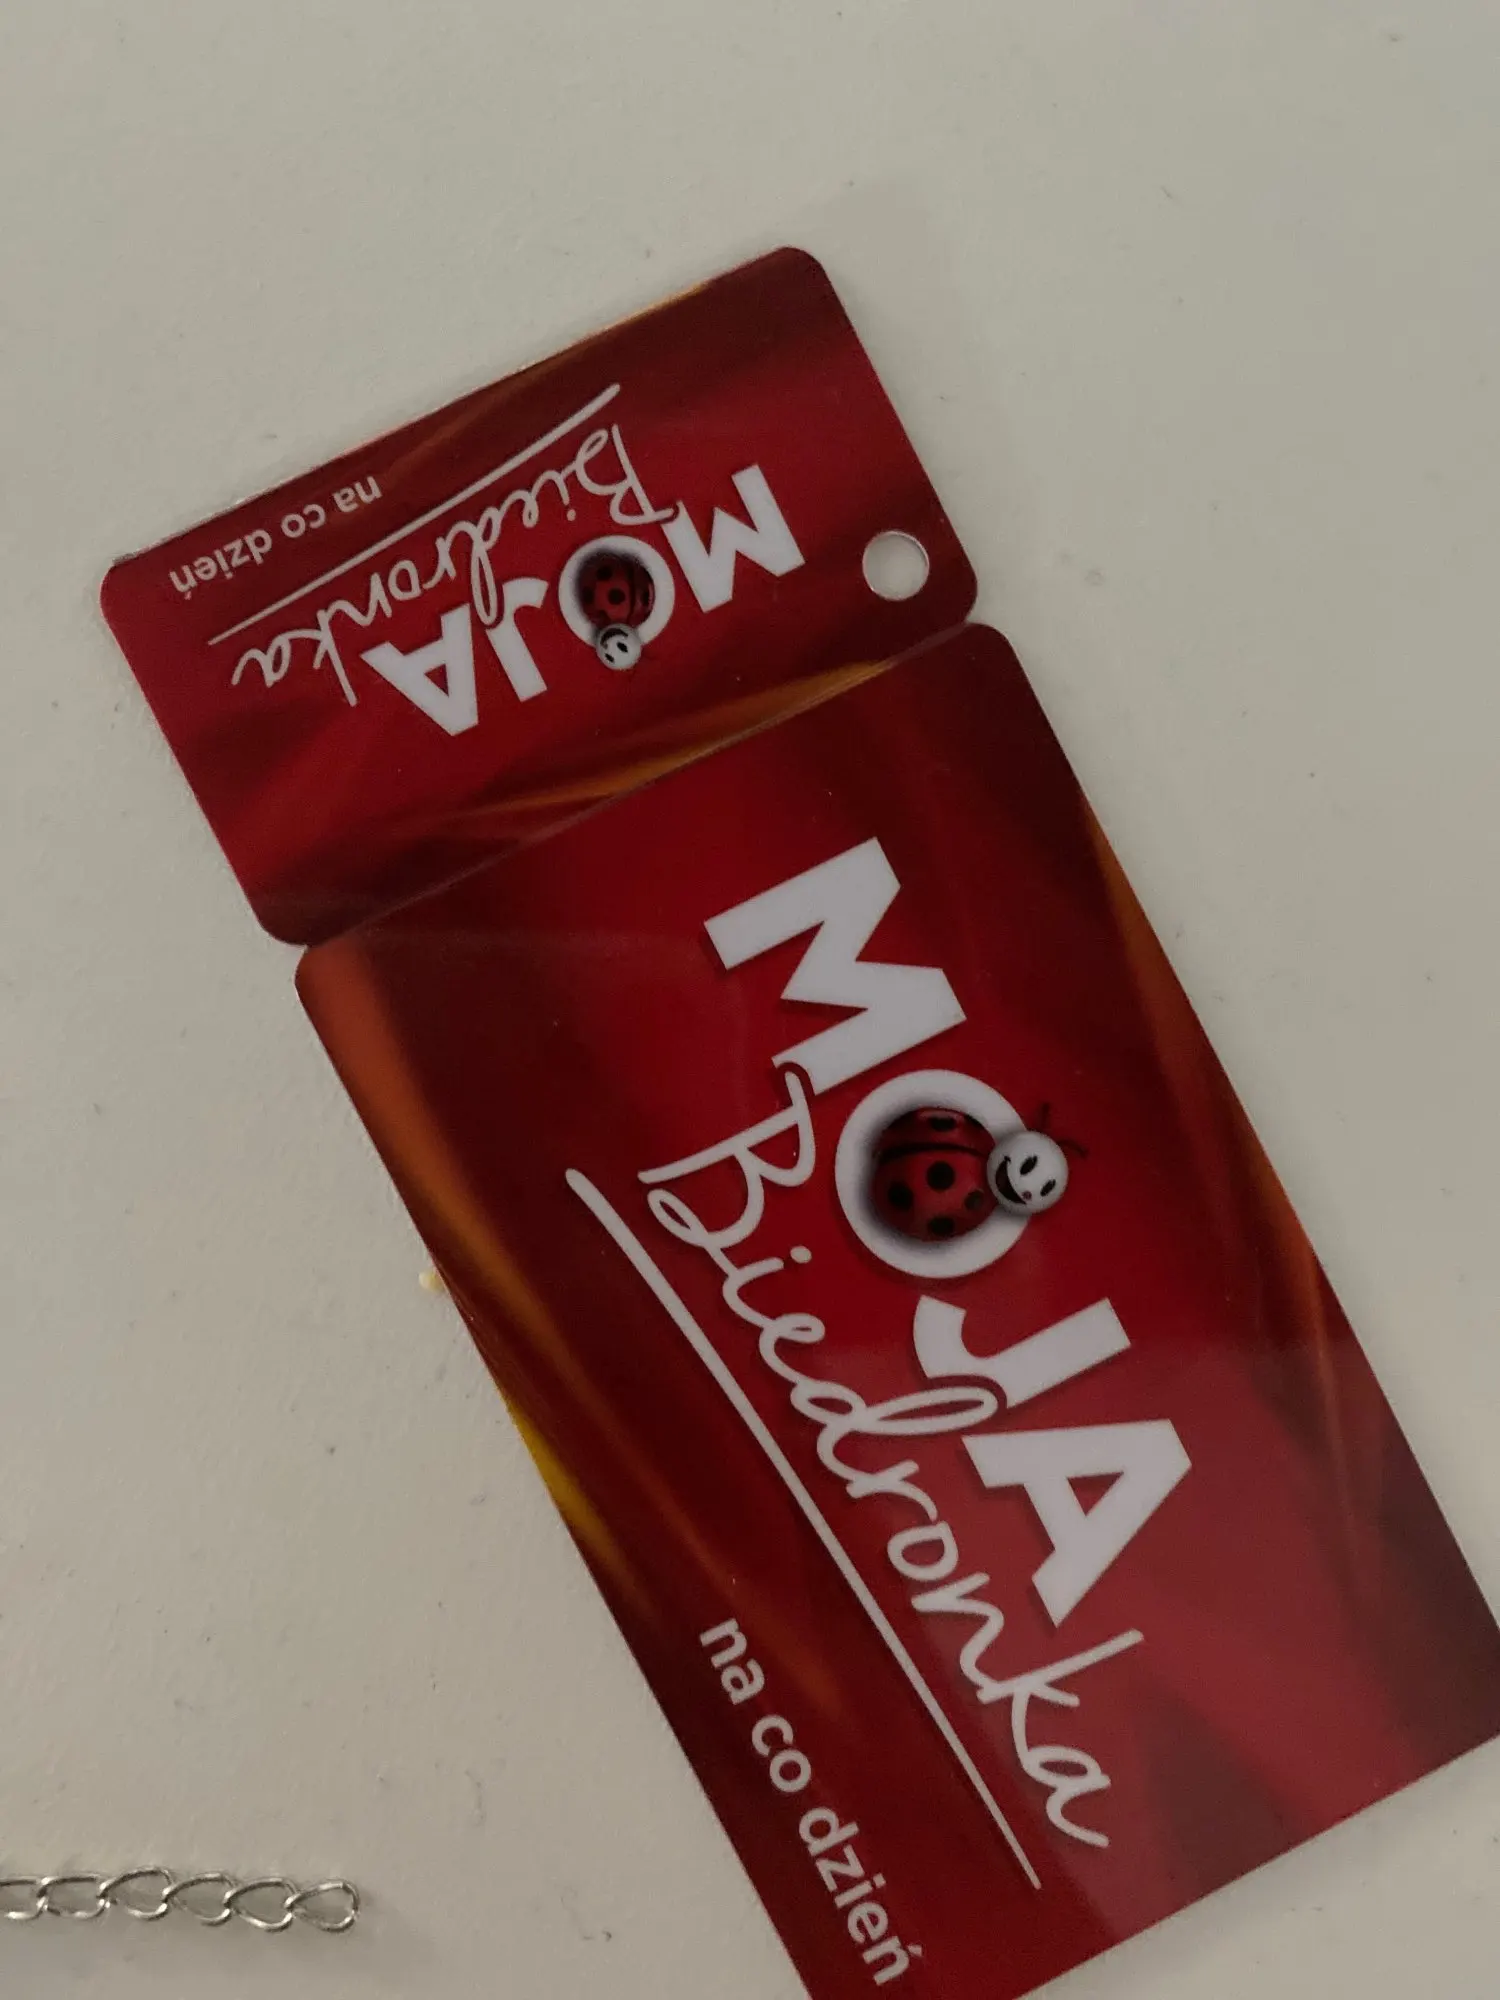 MOJA
Biedronka
na co dzień
MOJA
Biedronka
na co dzień